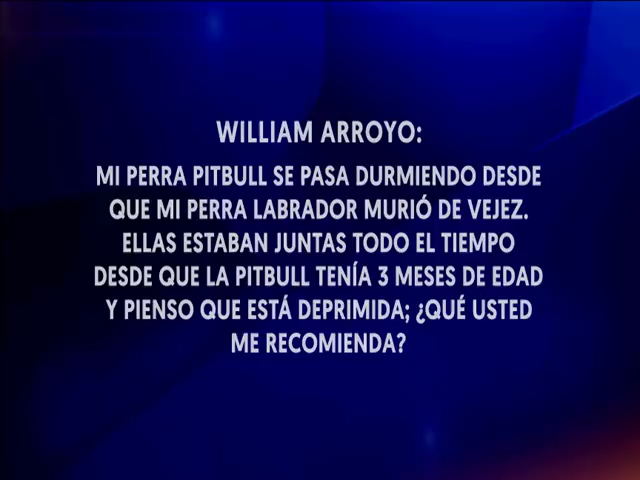 WILLIAM ARROYO:
MI PERRA PITBULL SE PASA DURMIENDO DESDE
QUE MI PERRA LABRADOR MURIÓ DE VEJEZ.
ELLAS ESTABAN JUNTAS TODO EL TIEMPO
DESDE QUE LA PITBULL TENÍA 3 MESES DE EDAD
Y PIENSO QUE ESTÁ DEPRIMIDA; ¿QUÉ USTED
ME RECOMIENDA?